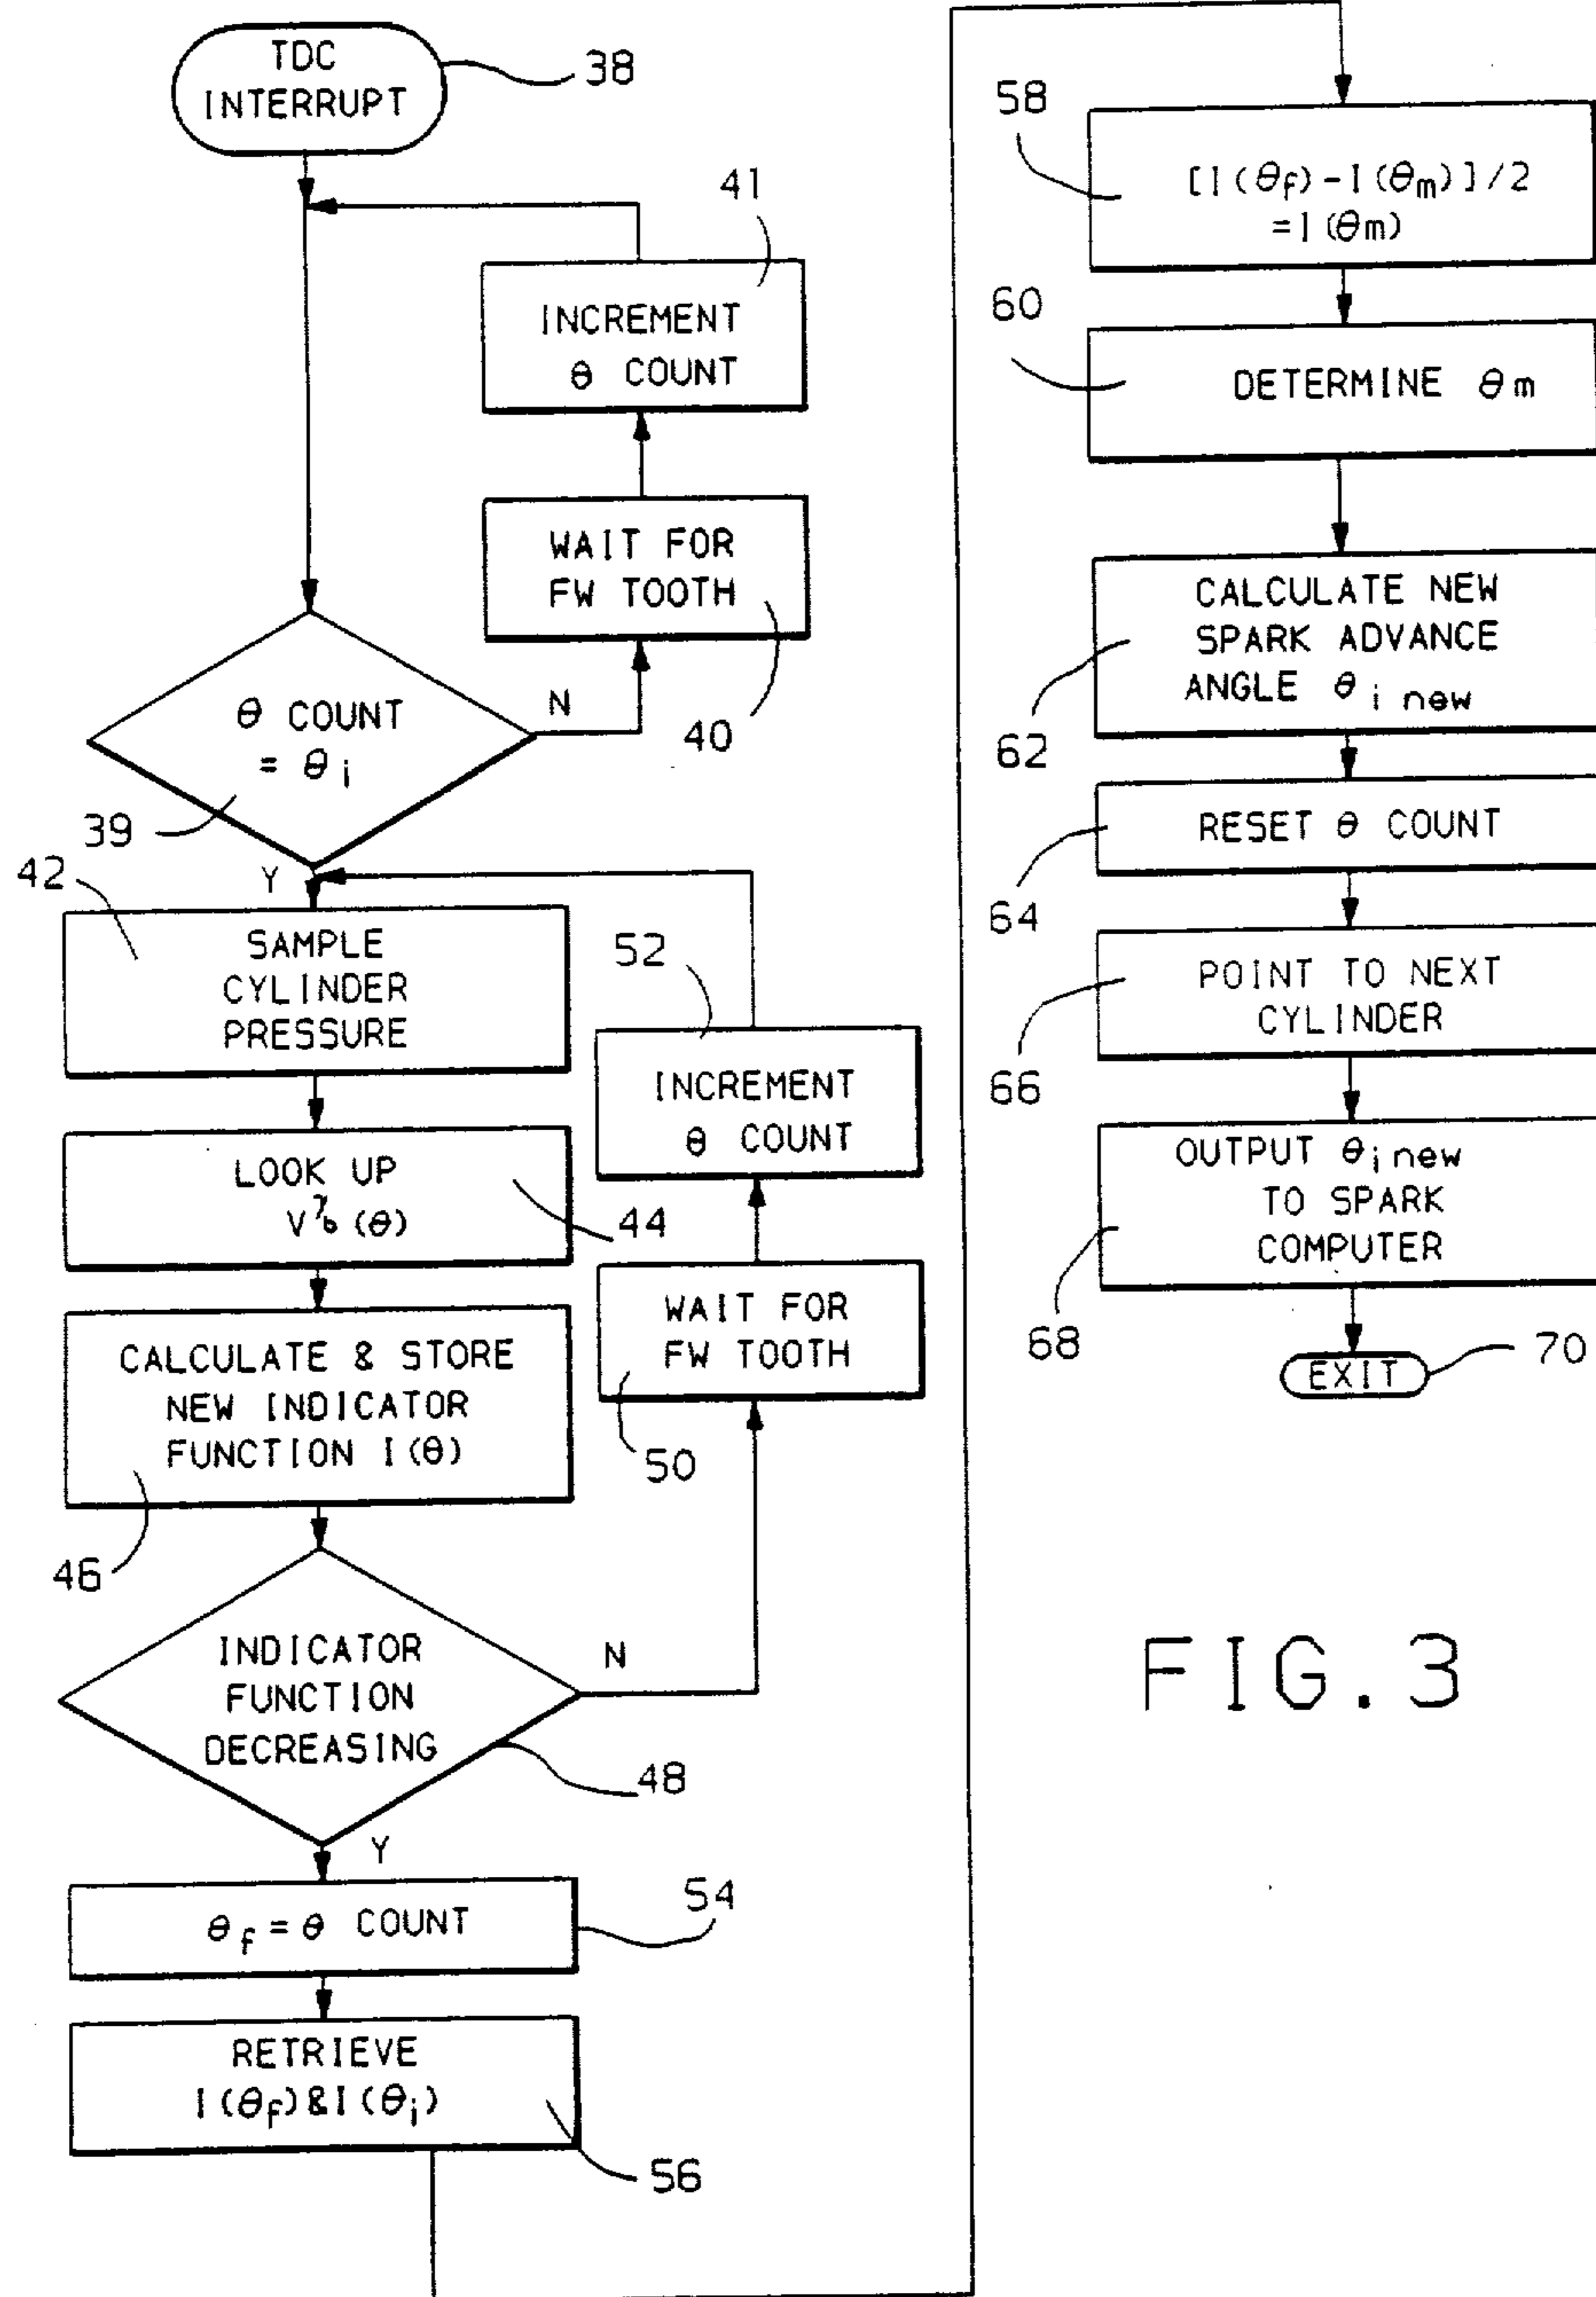 TDC
INTERRUPT
38
41
INCREMENT
θ COUNT
WAIT FOR
FW TOOTH
40
θ COUNT
= θi
N
39
Y
42
SAMPLE
CYLINDER
PRESSURE
52
INCREMENT
θ COUNT
LOOK UP
(θ)
44
WAIT FOR
FW TOOTH
50
CALCULATE & STORE
NEW INDICATOR
FUNCTION I(θ)
46
INDICATOR
FUNCTION
DECREASING
N
48
Y
θf = θ COUNT
54
RETRIEVE
I(θf)&I(θi)
56
58
[I(θf)-I(θm)]/2
=I(θm)
60
DETERMINE θm
CALCULATE NEW
SPARK ADVANCE
ANGLE θi new
62
RESET θ COUNT
64
POINT TO NEXT
CYLINDER
66
OUTPUT θi new
TO SPARK
COMPUTER
68
EXIT
70
FIG.3